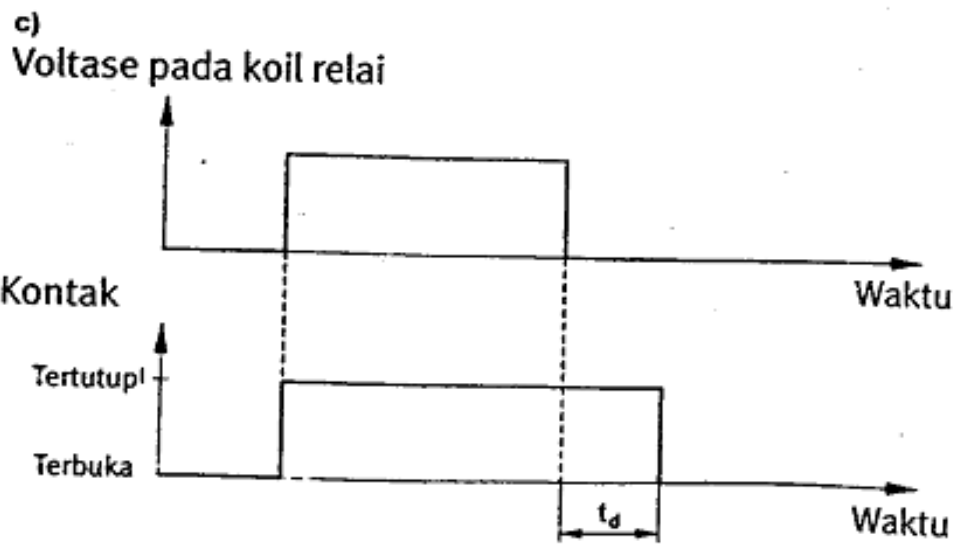 c)
Voltase pada koil relai
Kontak
Waktu
Tertutup
Terbuka
t_d
Waktu